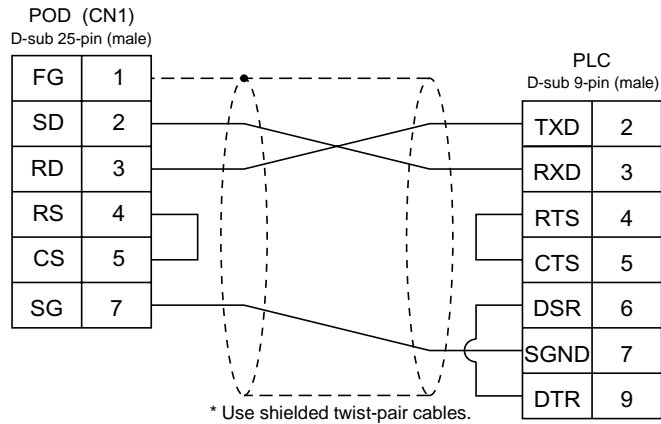 POD (CN1)
D-sub 25-pin (male)
FG 1
SD 2
RD 3
RS 4
CS 5
SG 7
PLC
D-sub 9-pin (male)
TXD 2
RXD 3
RTS 4
CTS 5
DSR 6
SGND 7
DTR 9
* Use shielded twist-pair cables.